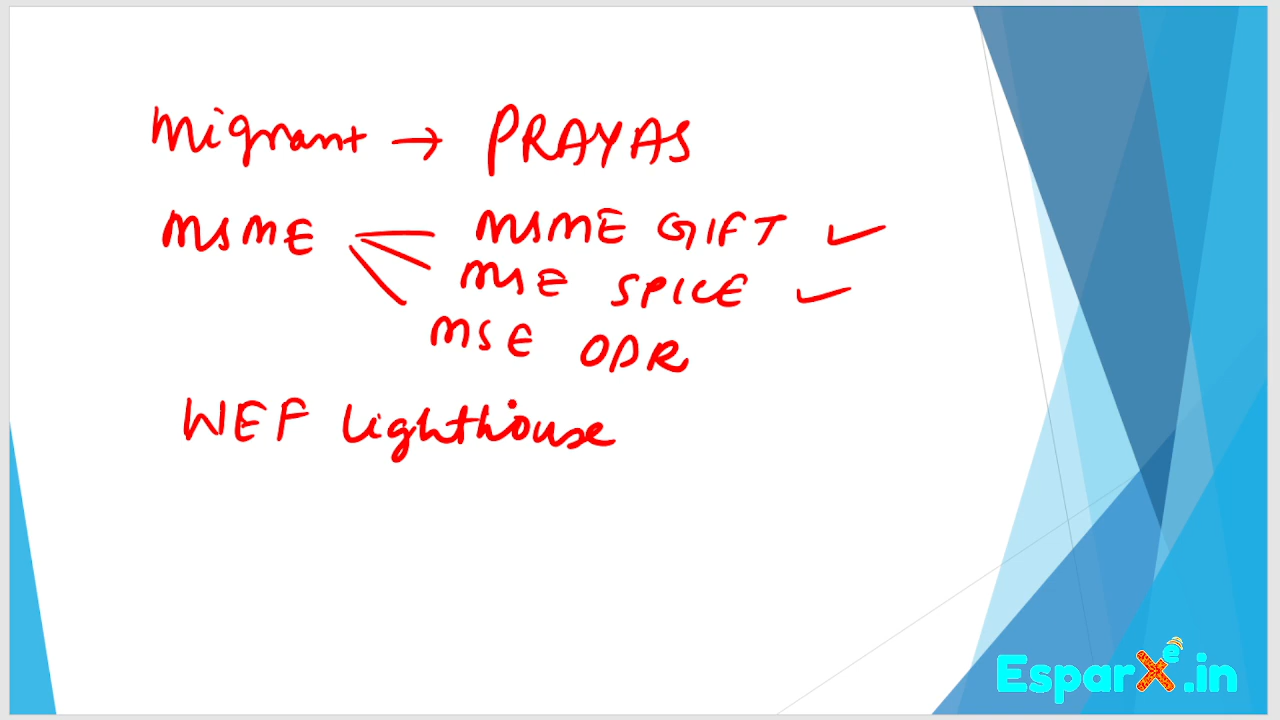 Migrant → PRAYAS
MSME MSME GIFT ✓
MSE SPICE ✓
MSE ODR
WEF Lighthouse
EsparXe.in